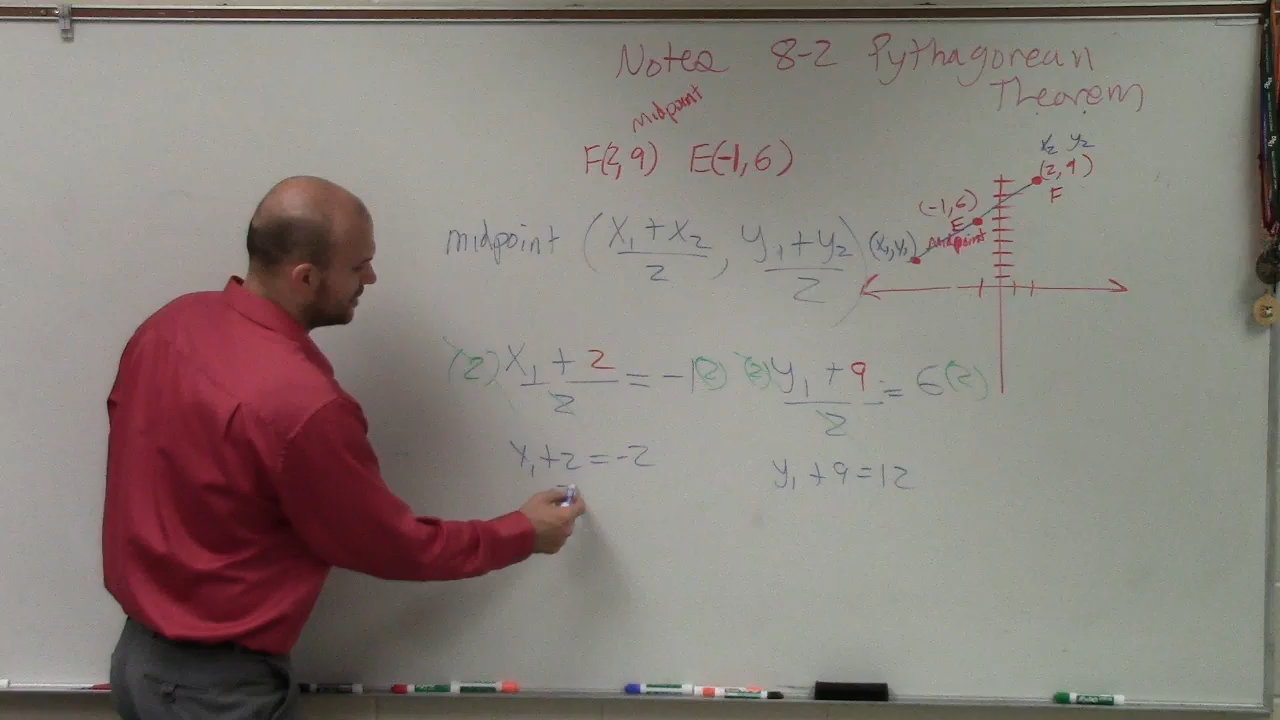 Notes 8-2 Pythagorean
Theorem
midpoint
F(2,9) E(-1,6)
x2 y2
(2,9)
F
(-1,6)
E
midpoint
(x1,y1)
midpoint (x1+x2/2, y1+y2/2)
(2) x1+2/2 = -1(2) (2) y1+9/2 = 6(2)
x1+2=-2
y1+9=12